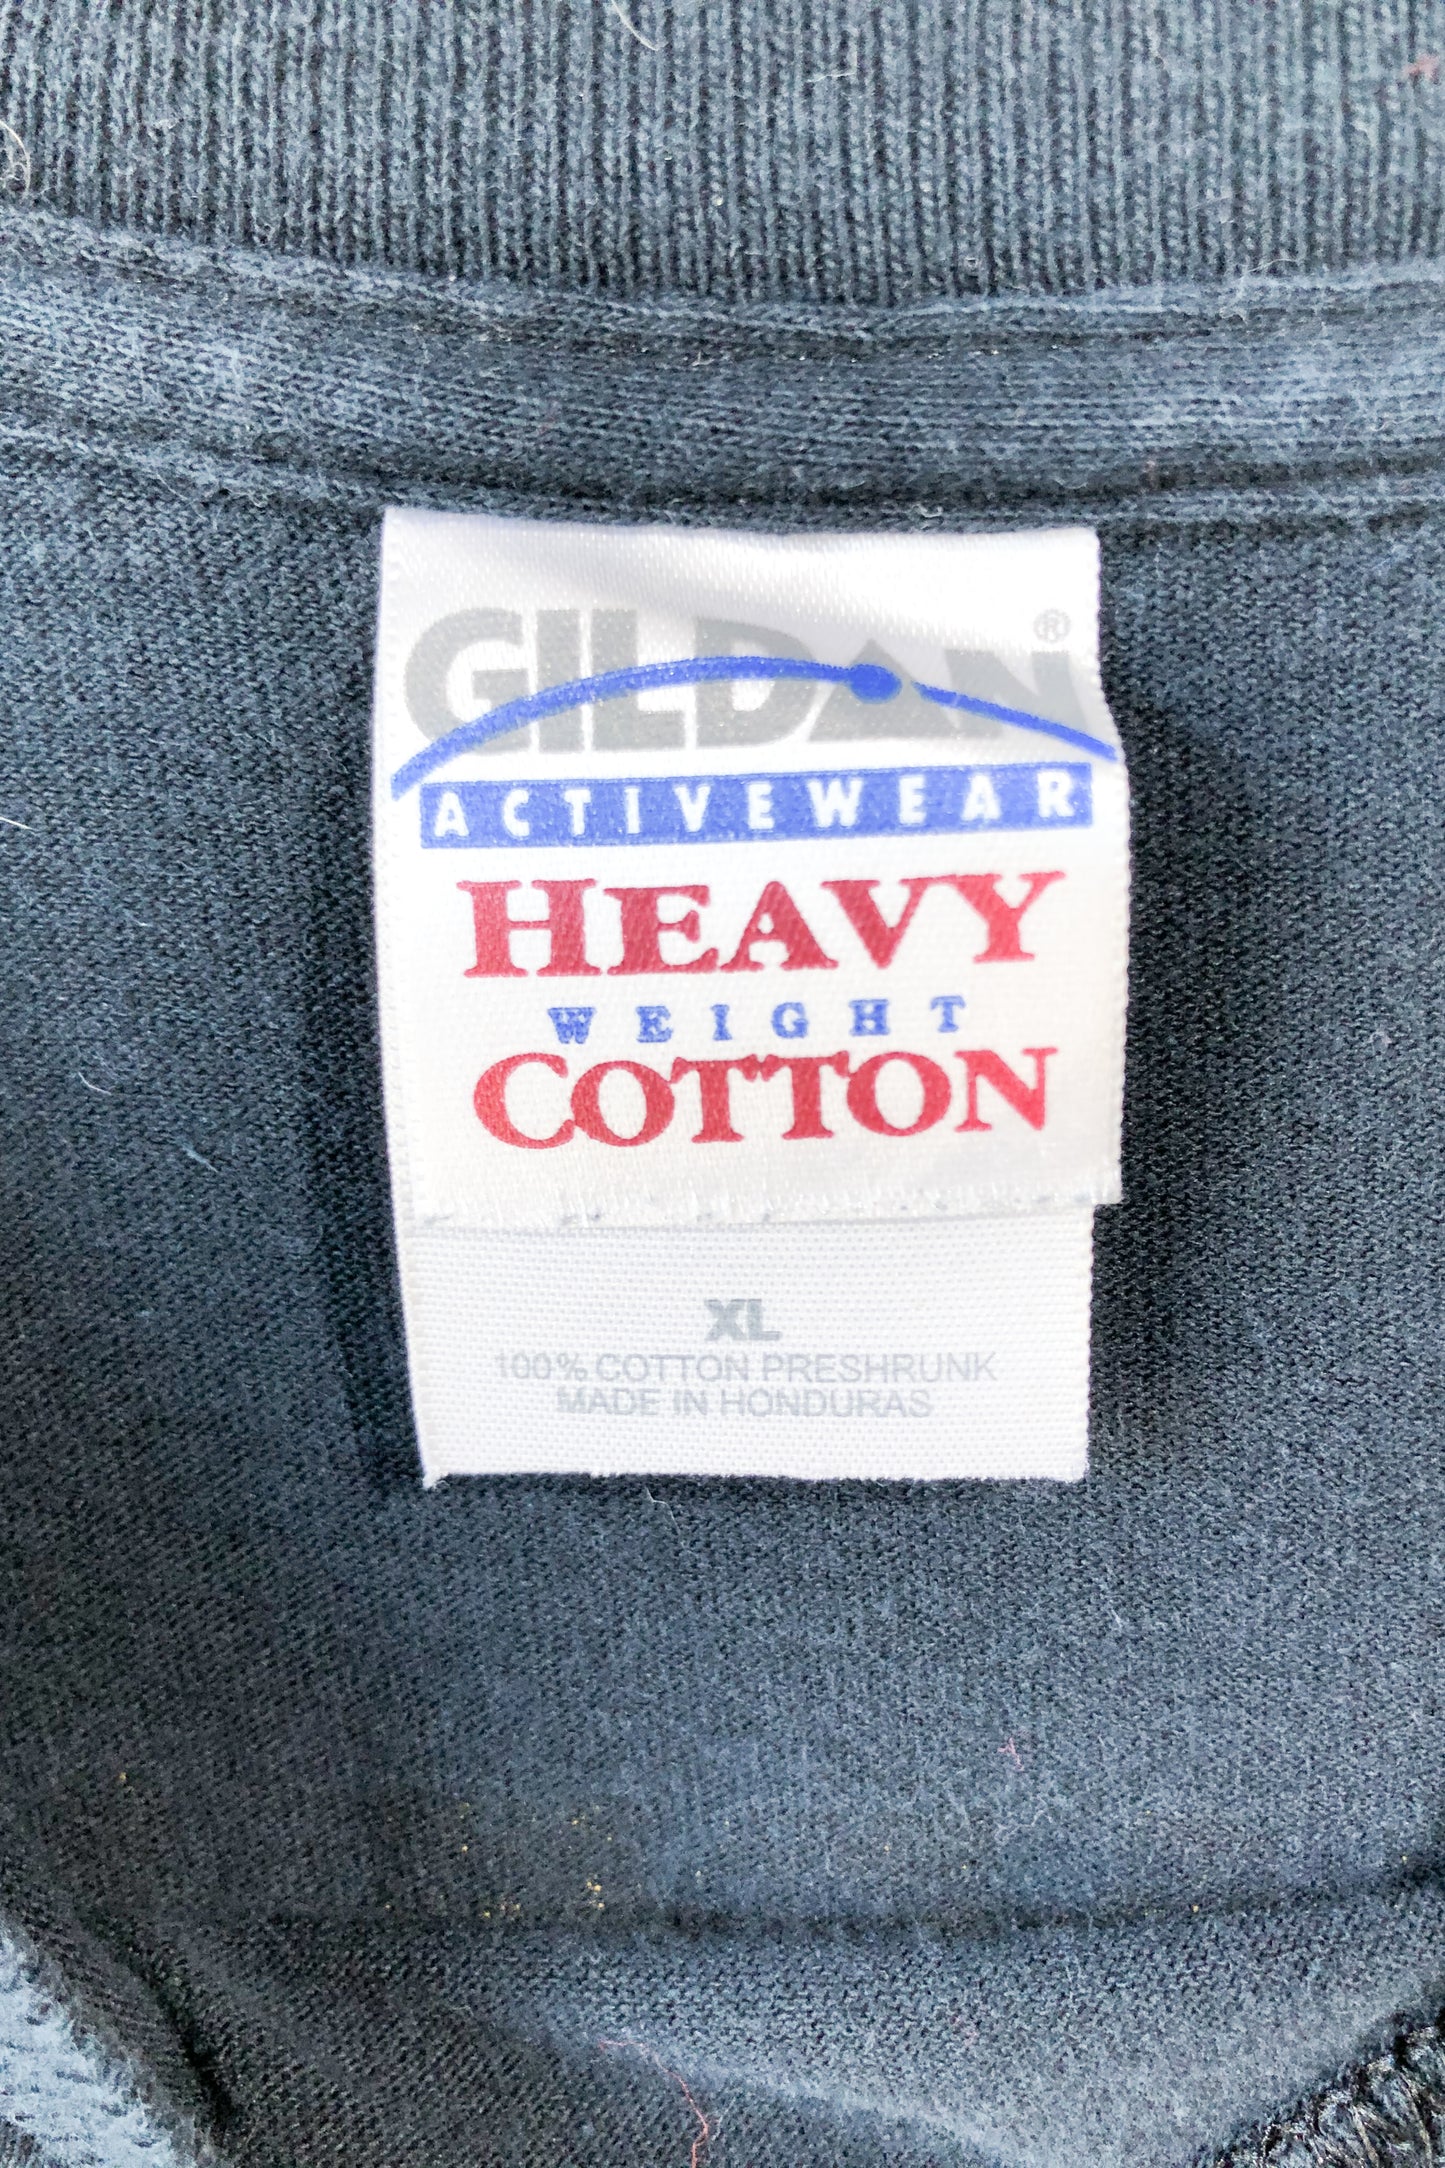 GILDAN®
ACTIVEWEAR
HEAVY
WEIGHT
COTTON
XL
100% COTTON PRESHRUNK
MADE IN HONDURAS